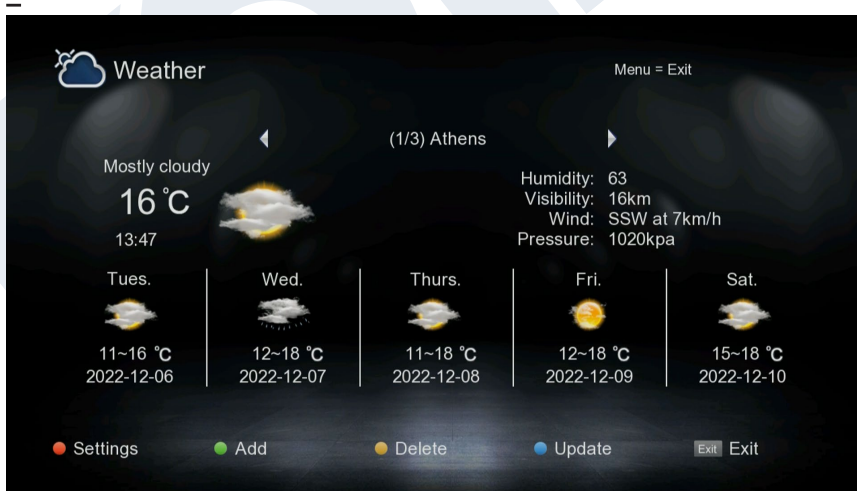 Weather
Menu = Exit
(1/3) Athens
Mostly cloudy
16 °C
13:47
Humidity: 63
Visibility: 16km
Wind: SSW at 7km/h
Pressure: 1020kpa
Tues. Wed. Thurs. Fri. Sat.
11~16 °C 12~18 °C 11~18 °C 12~18 °C 15~18 °C
2022-12-06 2022-12-07 2022-12-08 2022-12-09 2022-12-10
Settings Add Delete Update Exit Exit